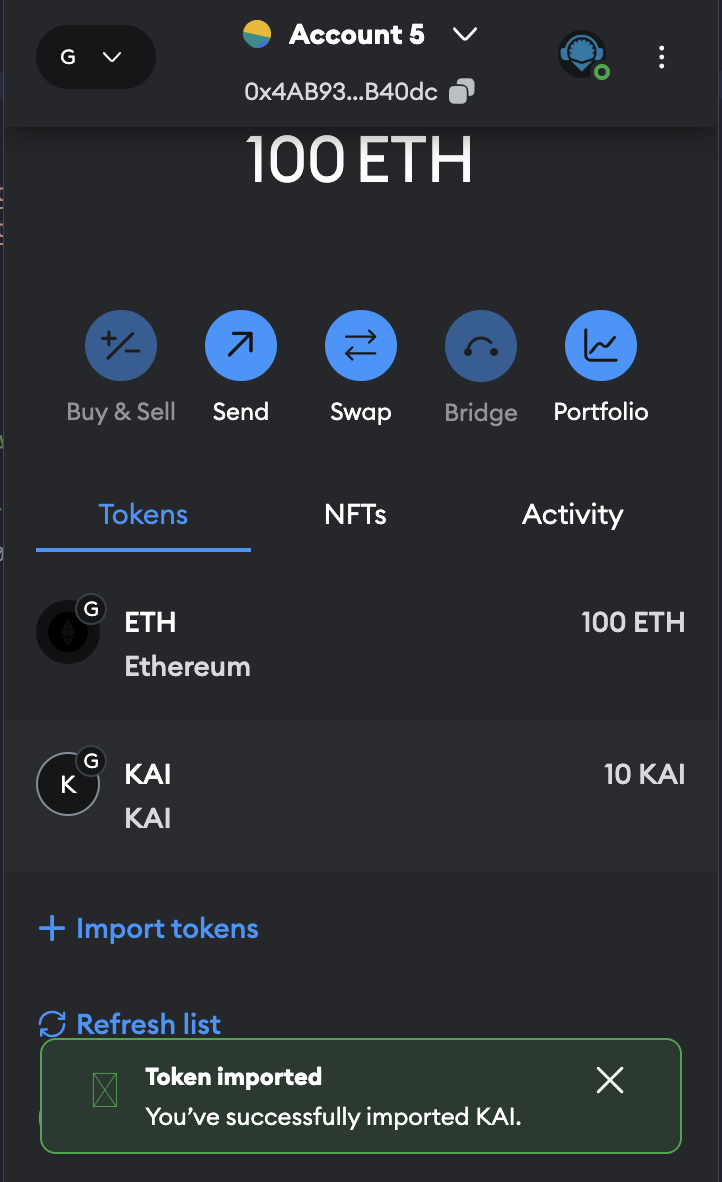 G
Account 5
0x4AB93...B40dc
100 ETH
Buy & Sell
Send
Swap
Bridge
Portfolio
Tokens
NFTs
Activity
G
ETH
100 ETH
Ethereum
G
K
KAI
10 KAI
KAI
+ Import tokens
Refresh list
Token imported
You’ve successfully imported KAI.